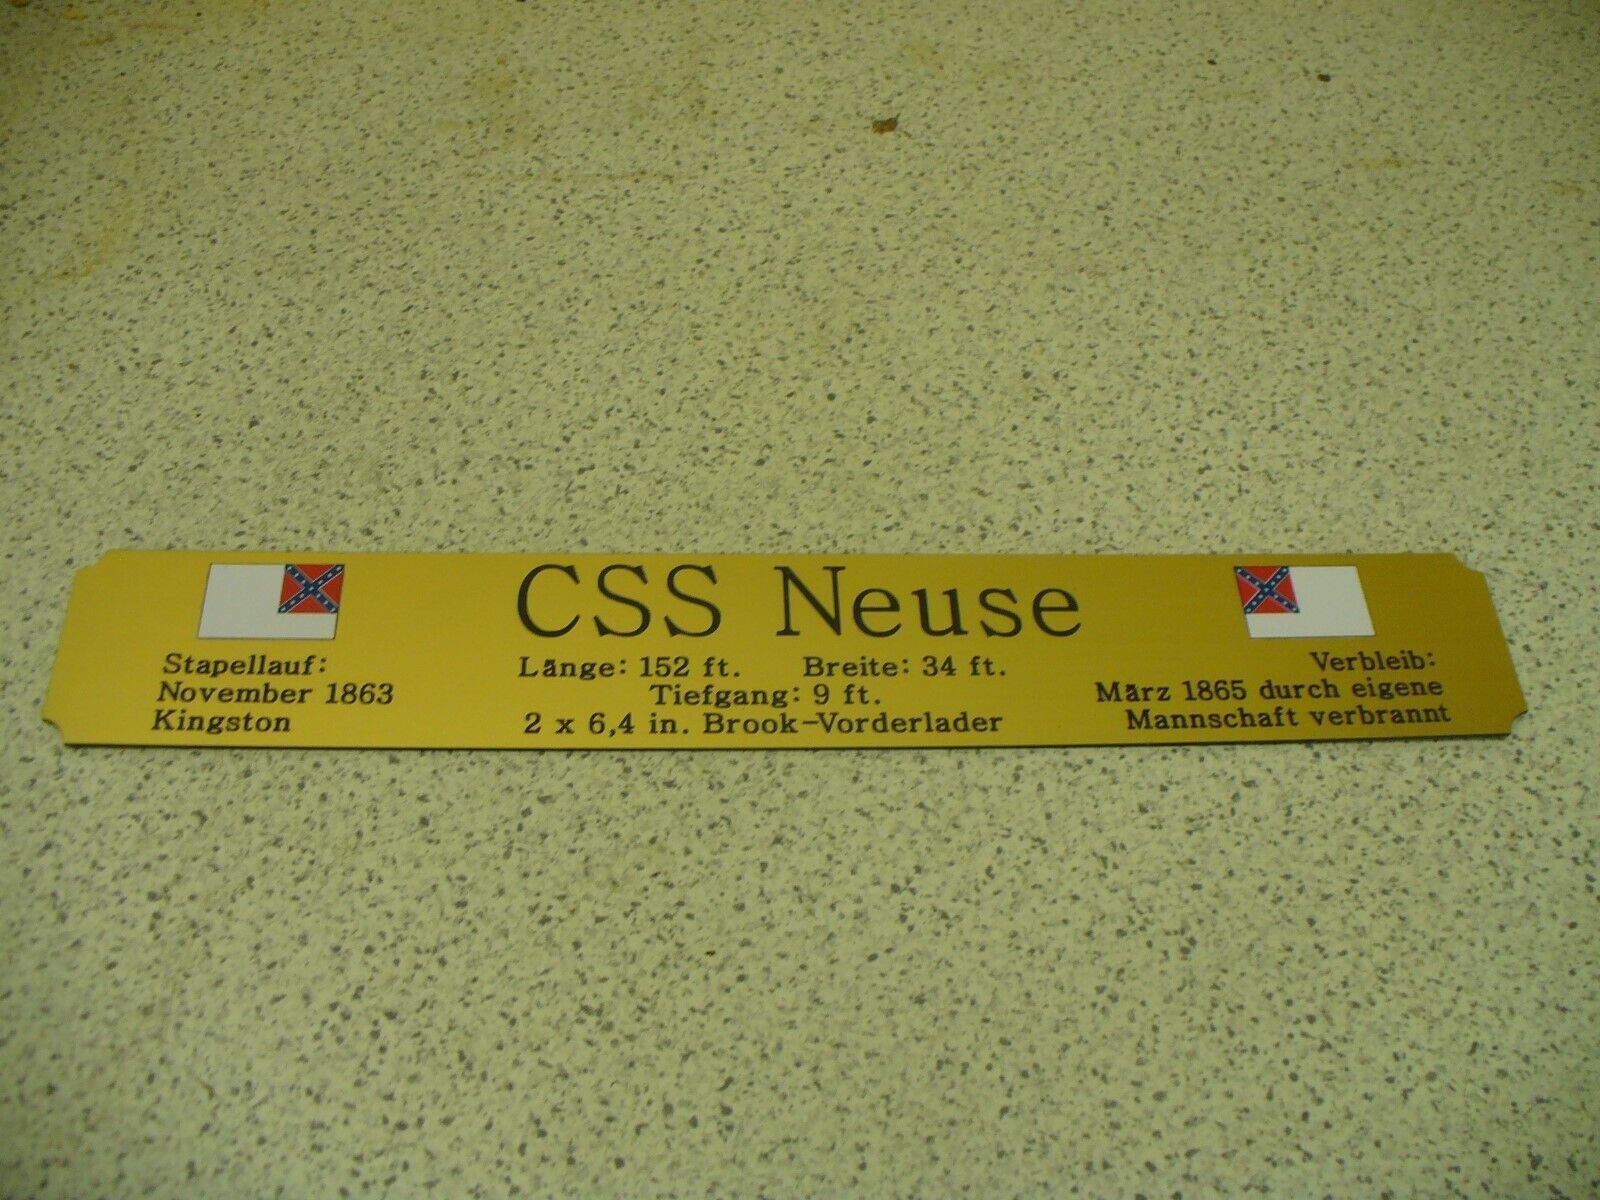 CSS Neuse
Stapellauf:
November 1863
Kingston
Länge: 152 ft. Breite: 34 ft.
Tiefgang: 9 ft.
2 x 6,4 in. Brook-Vorderlader
Verbleib:
März 1865 durch eigene
Mannschaft verbrannt